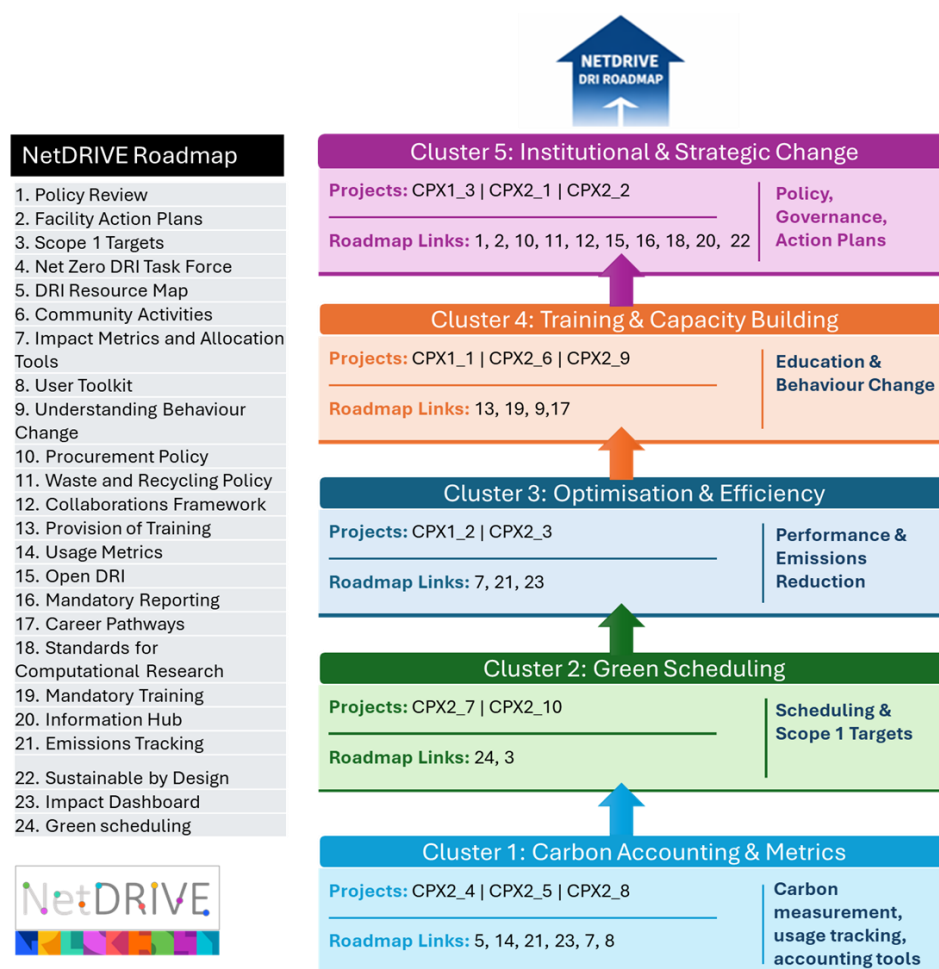 NETDRIVE
DRI ROADMAP
NetDRIVE Roadmap
1. Policy Review
2. Facility Action Plans
3. Scope 1 Targets
4. Net Zero DRI Task Force
5. DRI Resource Map
6. Community Activities
7. Impact Metrics and Allocation
Tools
8. User Toolkit
9. Understanding Behaviour
Change
10. Procurement Policy
11. Waste and Recycling Policy
12. Collaborations Framework
13. Provision of Training
14. Usage Metrics
15. Open DRI
16. Mandatory Reporting
17. Career Pathways
18. Standards for
Computational Research
19. Mandatory Training
20. Information Hub
21. Emissions Tracking
22. Sustainable by Design
23. Impact Dashboard
24. Green scheduling
NetDRIVE
Cluster 5: Institutional & Strategic Change
Projects: CPX1_3 | CPX2_1 | CPX2_2
Roadmap Links: 1, 2, 10, 11, 12, 15, 16, 18, 20, 22
Policy,
Governance,
Action Plans
Cluster 4: Training & Capacity Building
Projects: CPX1_1 | CPX2_6 | CPX2_9
Roadmap Links: 13, 19, 9,17
Education &
Behaviour Change
Cluster 3: Optimisation & Efficiency
Projects: CPX1_2 | CPX2_3
Roadmap Links: 7, 21, 23
Performance &
Emissions
Reduction
Cluster 2: Green Scheduling
Projects: CPX2_7 | CPX2_10
Roadmap Links: 24, 3
Scheduling &
Scope 1 Targets
Cluster 1: Carbon Accounting & Metrics
Projects: CPX2_4 | CPX2_5 | CPX2_8
Roadmap Links: 5, 14, 21, 23, 7, 8
Carbon
measurement,
usage tracking,
accounting tools